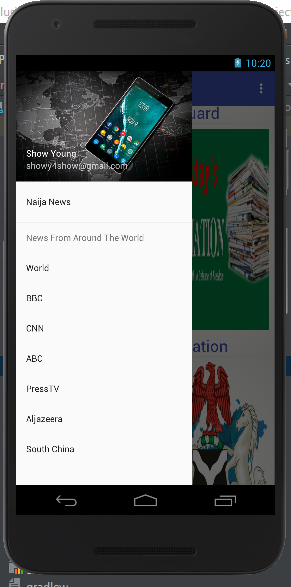 10:20
uard
Show Young
showy4show@gmail.com
Naija News
News From Around The World
World
BBC
CNN
ABC
PressTV
Aljazeera
South China
ation
gradlew